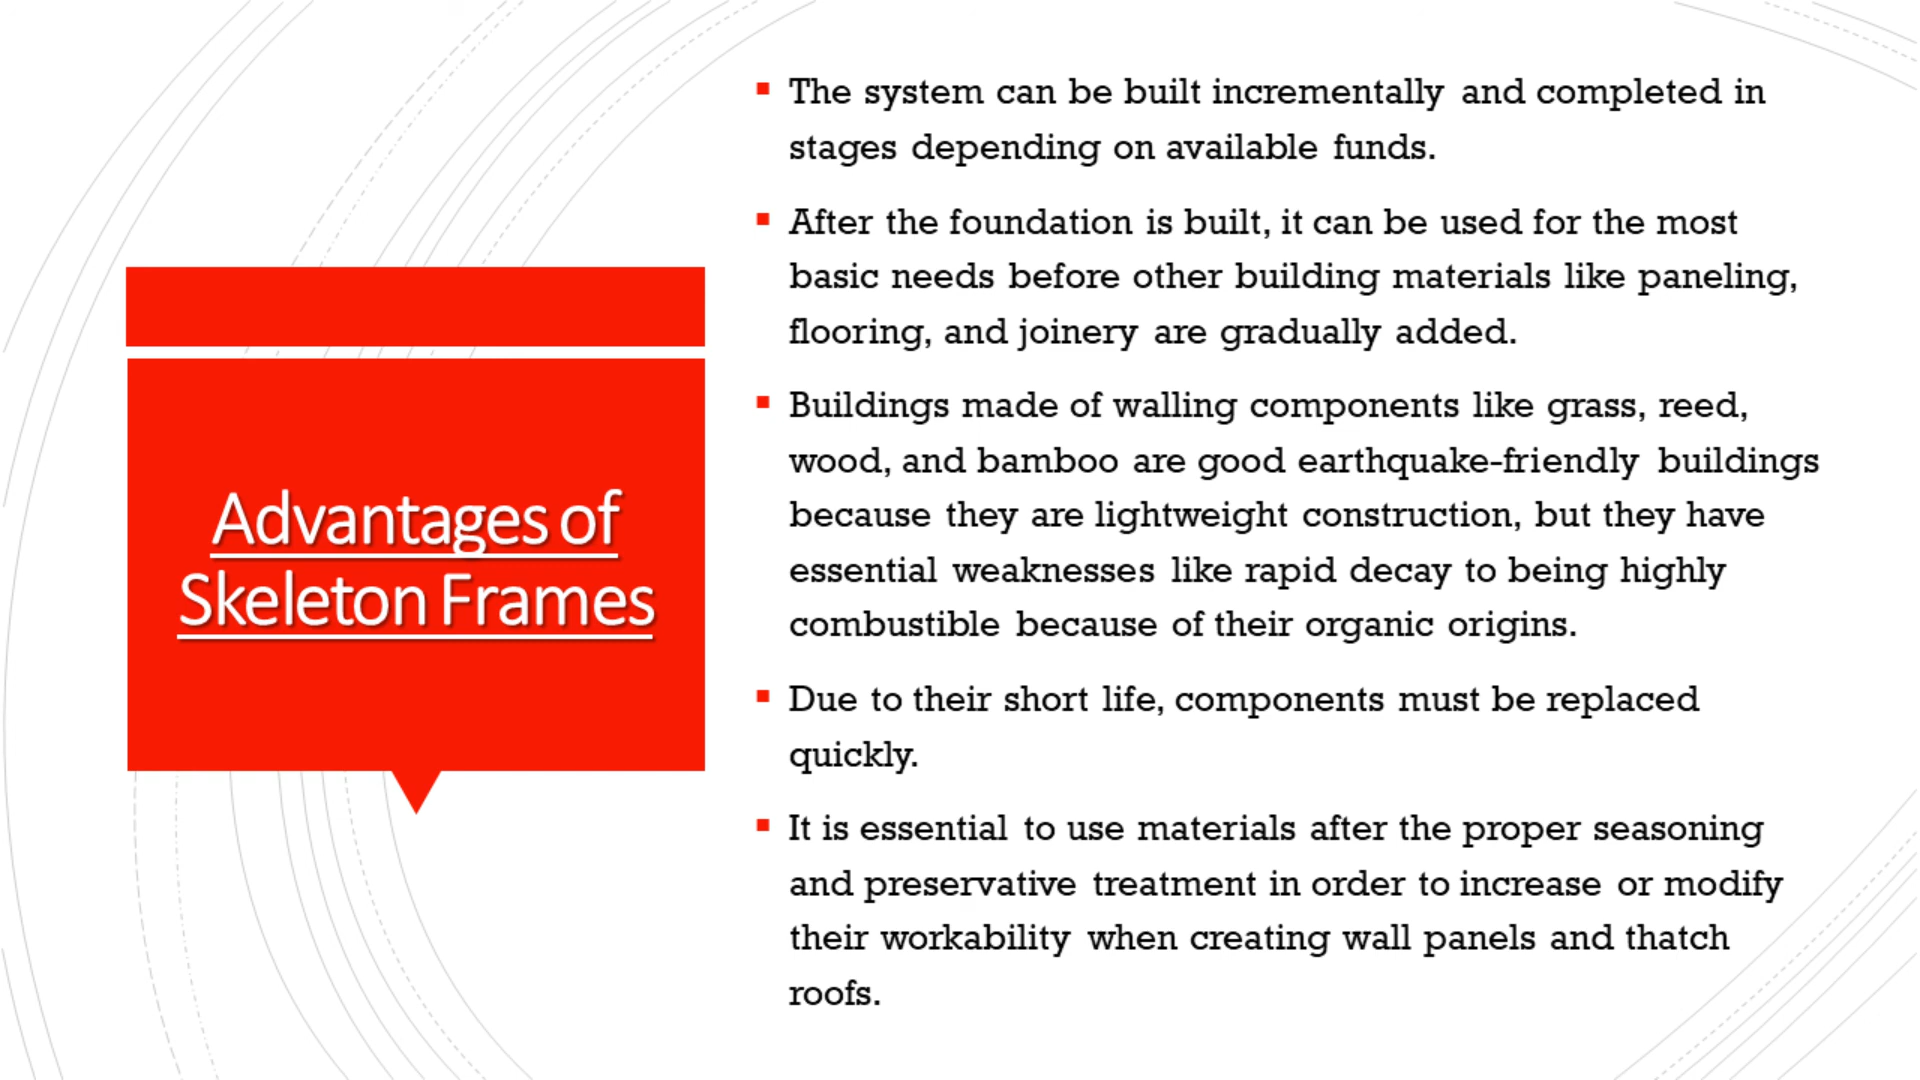 Advantages of
Skeleton Frames
The system can be built incrementally and completed in
stages depending on available funds.
After the foundation is built, it can be used for the most
basic needs before other building materials like paneling,
flooring, and joinery are gradually added.
Buildings made of walling components like grass, reed,
wood, and bamboo are good earthquake-friendly buildings
because they are lightweight construction, but they have
essential weaknesses like rapid decay to being highly
combustible because of their organic origins.
Due to their short life, components must be replaced
quickly.
It is essential to use materials after the proper seasoning
and preservative treatment in order to increase or modify
their workability when creating wall panels and thatch
roofs.